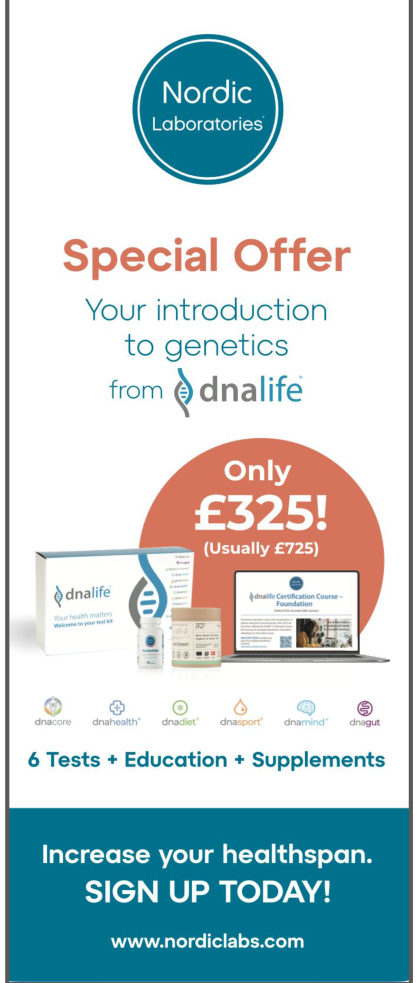 Nordic
Laboratories
Special Offer
Your introduction
to genetics
from dnalife®
Only
£325!
(Usually £725)
dnalife
Your health matters
Welcome to your test kit
dnalife Certification Course –
Foundation
dnacore
dnahealth®
dnadiet®
dnasport®
dnamind®
dnagut
6 Tests + Education + Supplements
Increase your healthspan.
SIGN UP TODAY!
www.nordiclabs.com